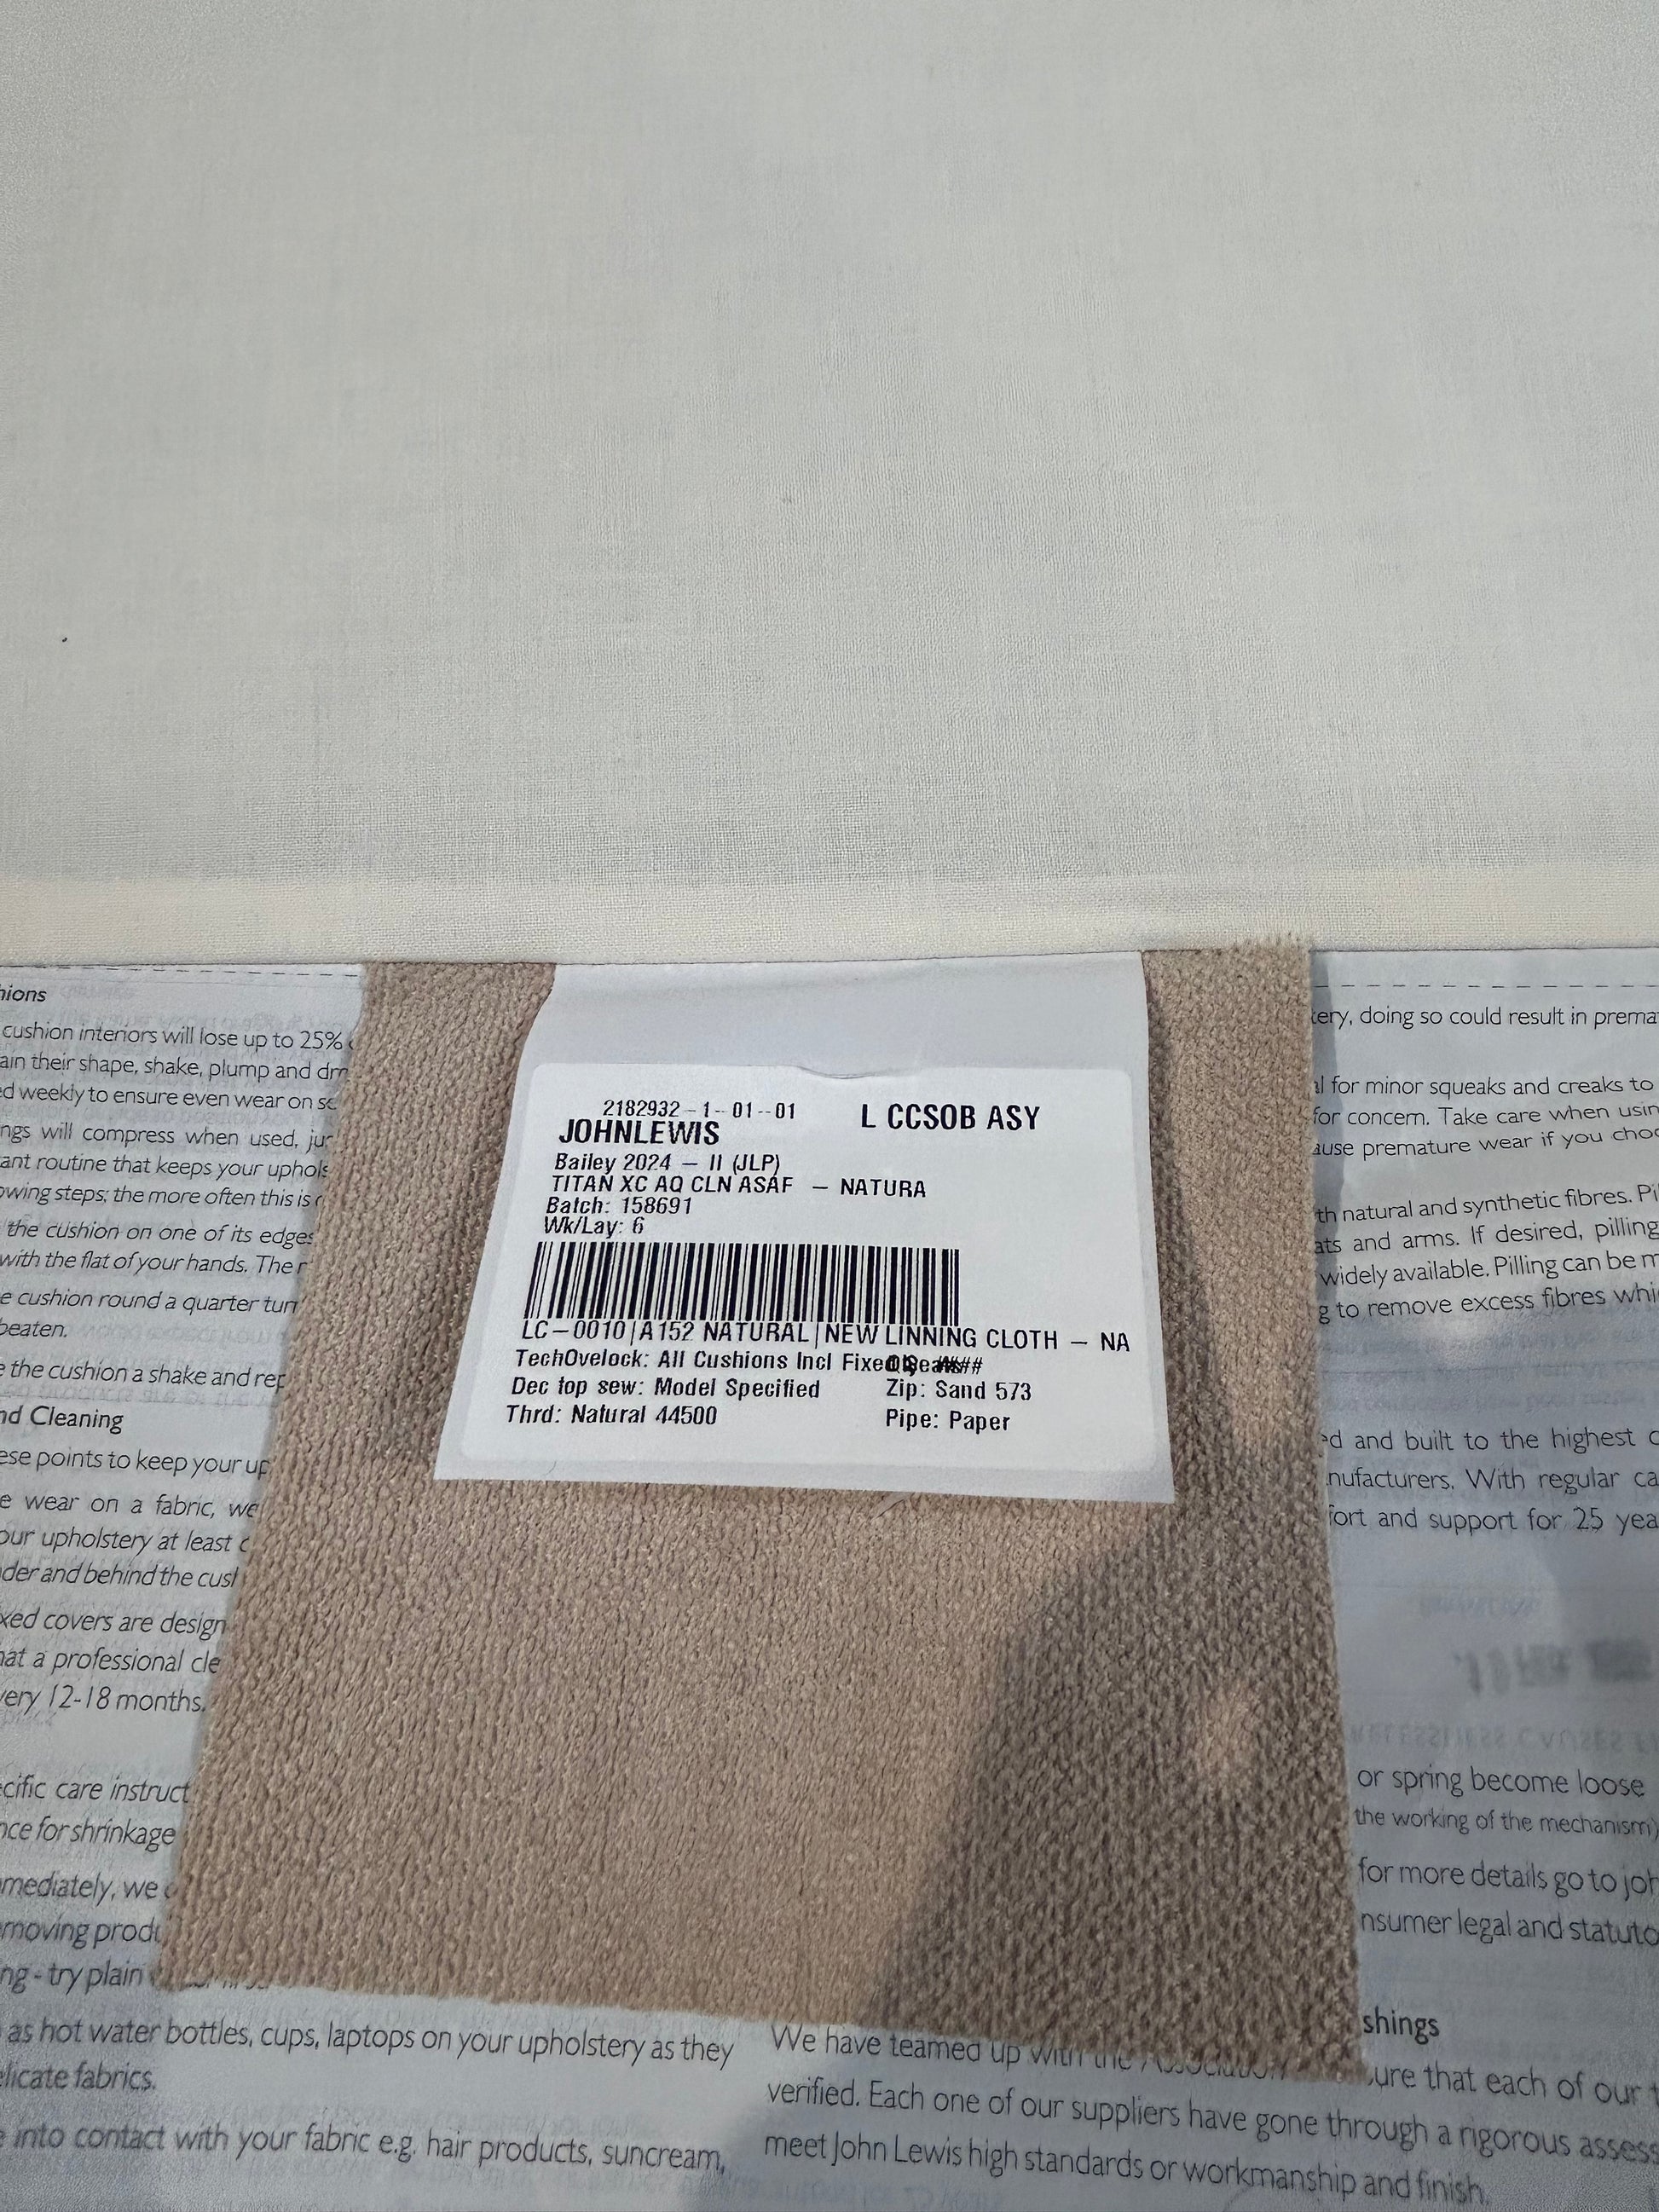 2182932-1-01-01
L CCSOB ASY
JOHNLEWIS
Bailey 2024 – II (JLP)
TITAN XC AQ CLN ASAF – NATURA
Batch: 158691
Wk/Lay: 6
LC-0010|A152 NATURAL|NEW LINNING CLOTH – NA
TechOvelock: All Cushions Incl Fixed
Dec top sew: Model Specified
Zip: Sand 573
Thrd: Natural 44500
Pipe: Paper
hions
cushion interiors will lose up to 25%
ain their shape, shake, plump and
ed weekly to ensure even wear on
ngs will compress when used,
ant routine that keeps your
owing steps; the more often this is
the cushion on one of its edges
with the flat of your hands. The
e cushion round a quarter turn
beaten.
e the cushion a shake and
nd Cleaning
ese points to keep your
e wear on a fabric, we
our upholstery at least
der and behind the
xed covers are design
hat a professional cle
very 12-18 months.
cific care instruct
nce for shrinkage
mediately, we
moving produ
ng - try plain
as hot water bottles, cups, laptops on your upholstery as they
licate fabrics.
into contact with your fabric e.g. hair products, suncream,
tery, doing so could result in prema
al for minor squeaks and creaks to
for concern. Take care when usin
ause premature wear if you choo
th natural and synthetic fibres. Pi
ats and arms. If desired, pilling
widely available. Pilling can be m
g to remove excess fibres whi
ed and built to the highest
nufacturers. With regular ca
fort and support for 25 yea
or spring become loose
the working of the mechanism)
for more details go to joh
nsumer legal and statuto
shings
We have teamed up with the
ure that each of our
verified. Each one of our suppliers have gone through a rigorous assess
meet John Lewis high standards or workmanship and finish.